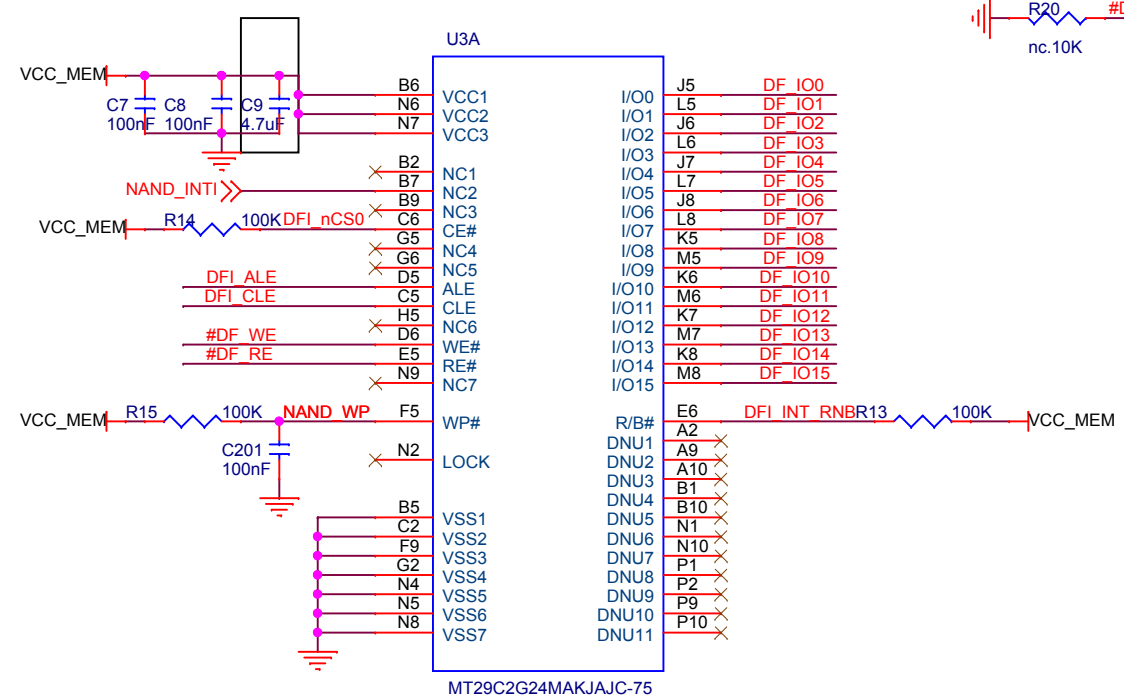 R20 #D
nc.10K
U3A
VCC_MEM
C7 C8 C9
100nF 100nF 4.7uF
B6 VCC1 I/O0 J5 DF_IO0
N6 VCC2 I/O1 L5 DF_IO1
N7 VCC3 I/O2 J6 DF_IO2
I/O3 L6 DF_IO3
B2 NC1 I/O4 J7 DF_IO4
NAND_INTI B7 NC2 I/O5 L7 DF_IO5
B9 NC3 I/O6 J8 DF_IO6
VCC_MEM R14 100K DFI_nCS0 C6 CE# I/O7 L8 DF_IO7
G5 NC4 I/O8 K5 DF_IO8
G6 NC5 I/O9 M5 DF_IO9
DFI_ALE D5 ALE I/O10 K6 DF_IO10
DFI_CLE C5 CLE I/O11 M6 DF_IO11
H5 NC6 I/O12 K7 DF_IO12
#DF_WE D6 WE# I/O13 M7 DF_IO13
#DF_RE E5 RE# I/O14 K8 DF_IO14
N9 NC7 I/O15 M8 DF_IO15
VCC_MEM R15 100K NAND_WP F5 WP# R/B# E6 DFI_INT_RNB R13 100K VCC_MEM
C201
100nF
DNU1 A2
N2 LOCK DNU2 A9
DNU3 A10
DNU4 B1
B5 VSS1 DNU5 B10
C2 VSS2 DNU6 N1
F9 VSS3 DNU7 N10
G2 VSS4 DNU8 P1
N4 VSS5 DNU9 P2
N5 VSS6 DNU10 P9
N8 VSS7 DNU11 P10
MT29C2G24MAKJAJC-75